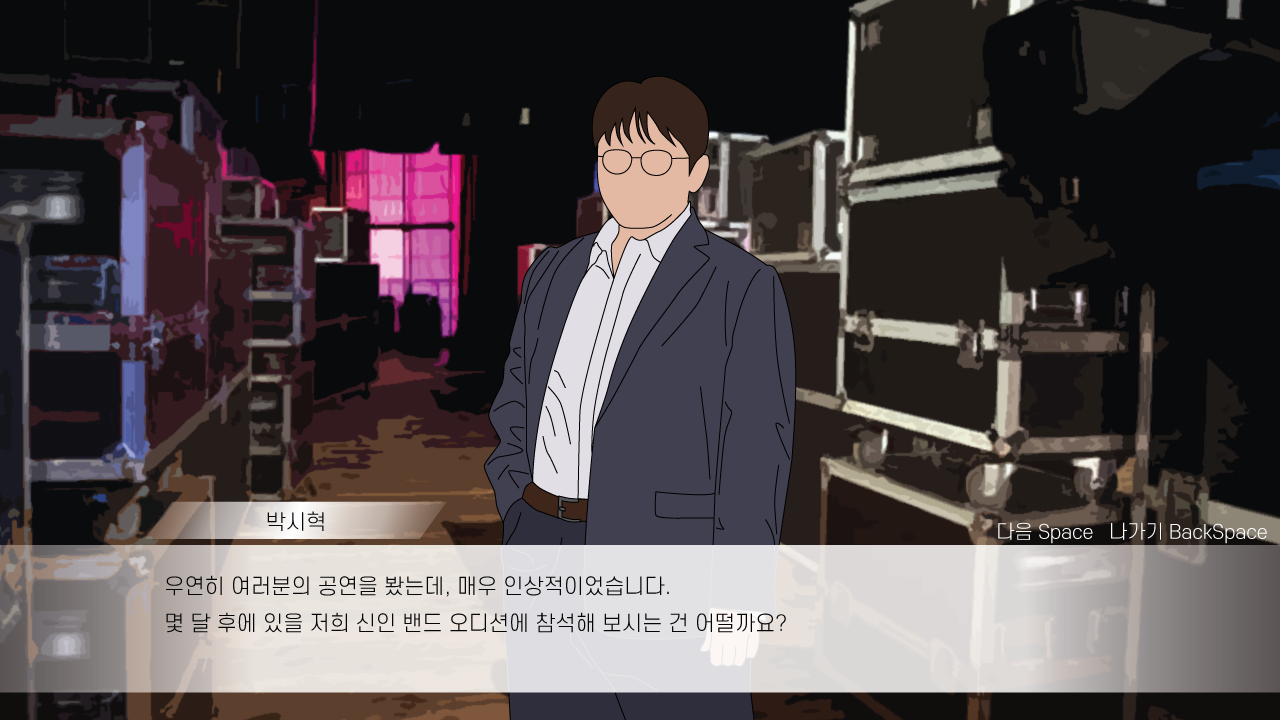 박시혁
다음 Space 나가기 BackSpace
우연히 여러분의 공연을 봤는데, 매우 인상적이었습니다.
몇 달 후에 있을 저희 신인 밴드 오디션에 참석해 보시는 건 어떨까요?